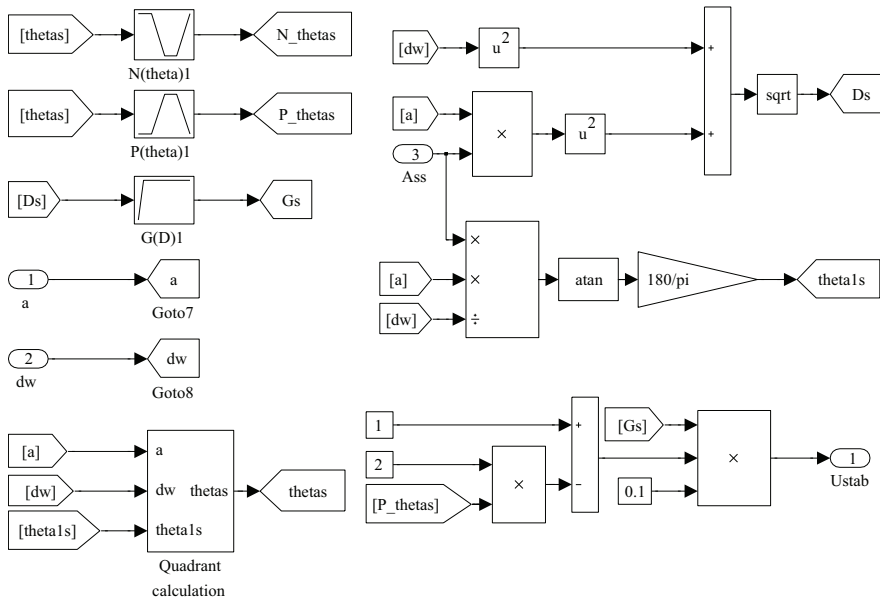 [thetas]
N(theta)1
N_thetas
[thetas]
P(theta)1
P_thetas
[Ds]
G(D)1
Gs
1
a
a
Goto7
2
dw
dw
Goto8
[a]
[dw]
[theta1s]
a
dw
theta1s
thetas
Quadrant
calculation
thetas
[dw]
u²
[a]
3
Ass
×
u²
+
+
sqrt
Ds
[a]
[dw]
×
×
÷
atan
180/pi
theta1s
1
2
[P_thetas]
×
+
−
[Gs]
0.1
×
1
Ustab